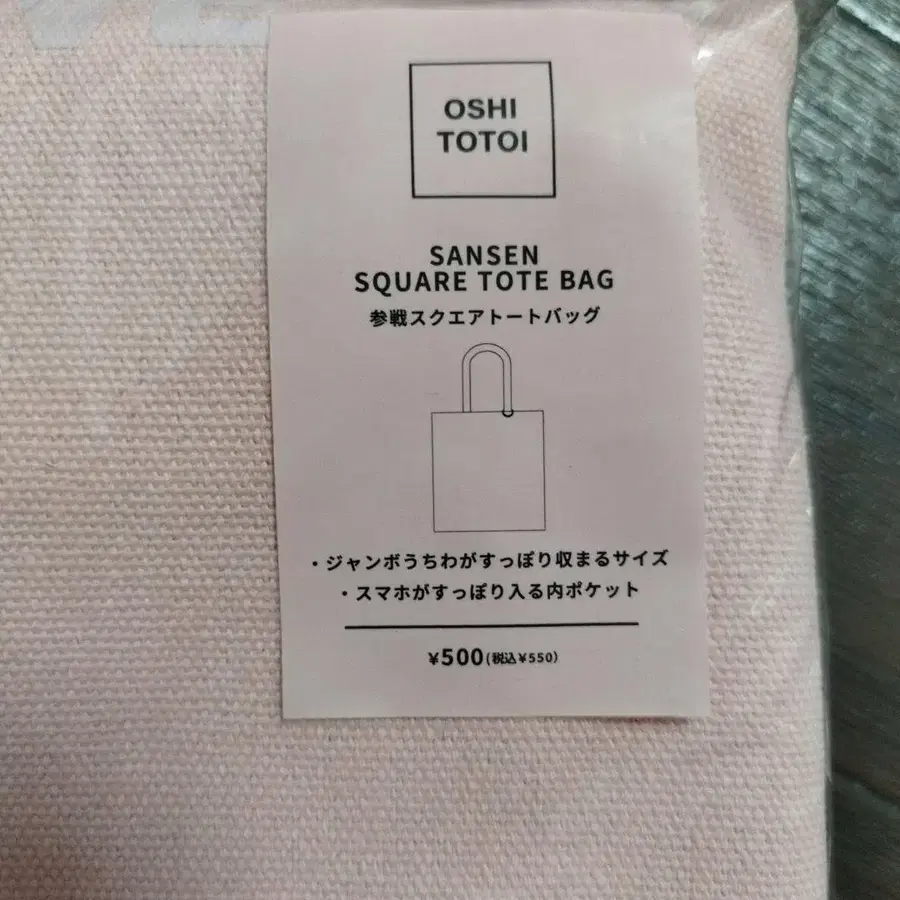 OSHI
TOTOI
SANSEN
SQUARE TOTE BAG
参戦スクエアトートバッグ
・ジャンボうちわがすっぽり収まるサイズ
・スマホがすっぽり入る内ポケット
¥500(税込¥550)